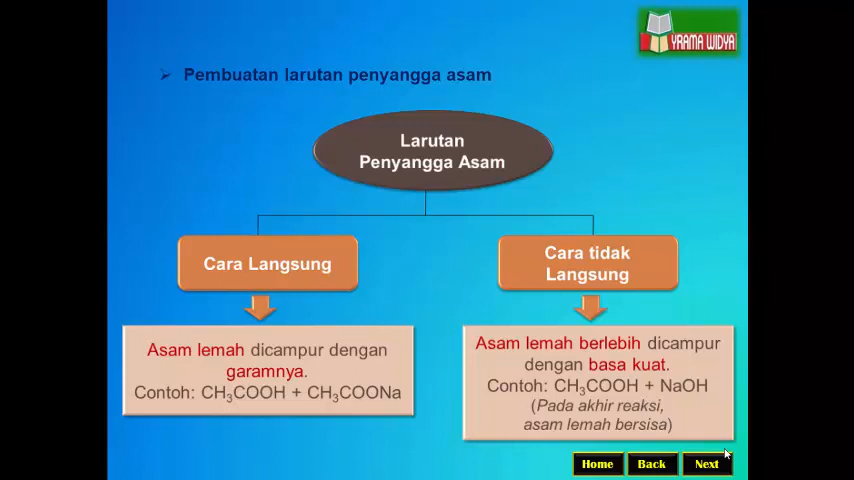 YRAMA WIDYA
Pembuatan larutan penyangga asam
Larutan
Penyangga Asam
Cara Langsung
Cara tidak
Langsung
Asam lemah dicampur dengan
garamnya.
Contoh: CH₃COOH + CH₃COONa
Asam lemah berlebih dicampur
dengan basa kuat.
Contoh: CH₃COOH + NaOH
(Pada akhir reaksi,
asam lemah bersisa)
Home
Back
Next